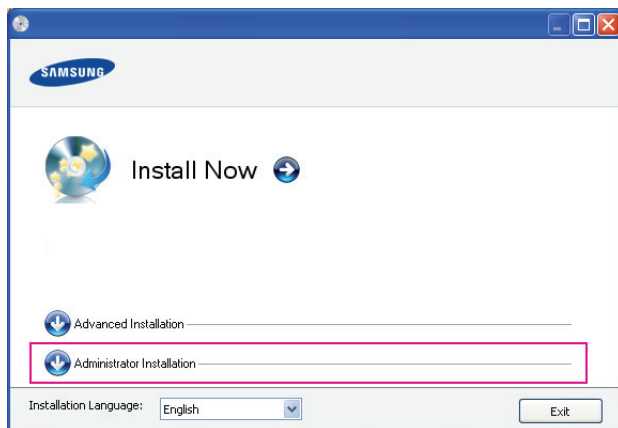 SAMSUNG
Install Now
Advanced Installation
Administrator Installation
Installation Language: English Exit